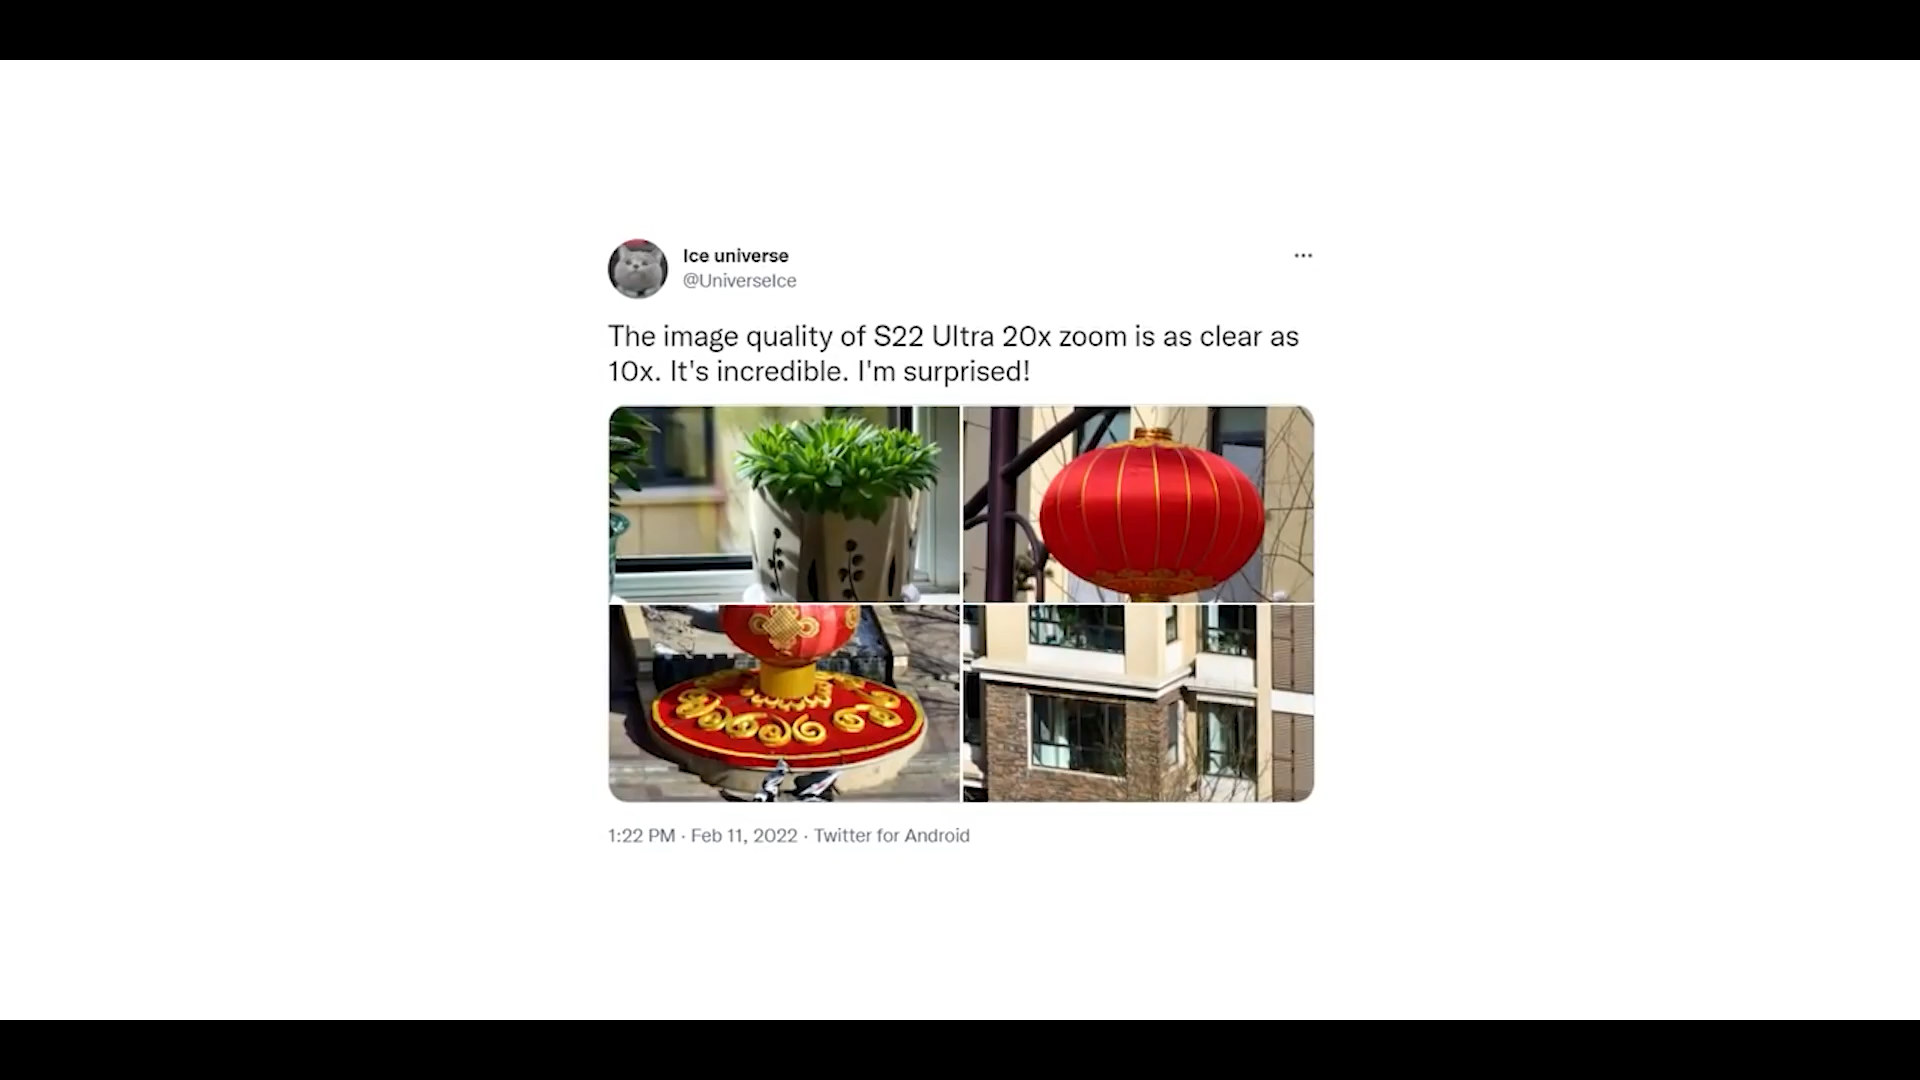 Ice universe
@UniverseIce
The image quality of S22 Ultra 20x zoom is as clear as
10x. It's incredible. I'm surprised!
1:22 PM · Feb 11, 2022 · Twitter for Android